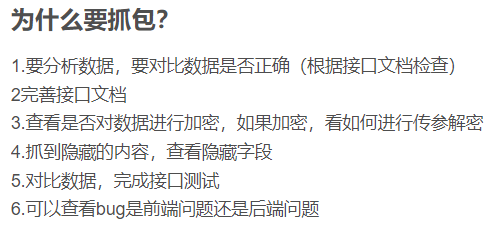 为什么要抓包？
1.要分析数据，要对比数据是否正确（根据接口文档检查）
2完善接口文档
3.查看是否对数据进行加密，如果加密，看如何进行传参解密
4.抓到隐藏的内容，查看隐藏字段
5.对比数据，完成接口测试
6.可以查看bug是前端问题还是后端问题